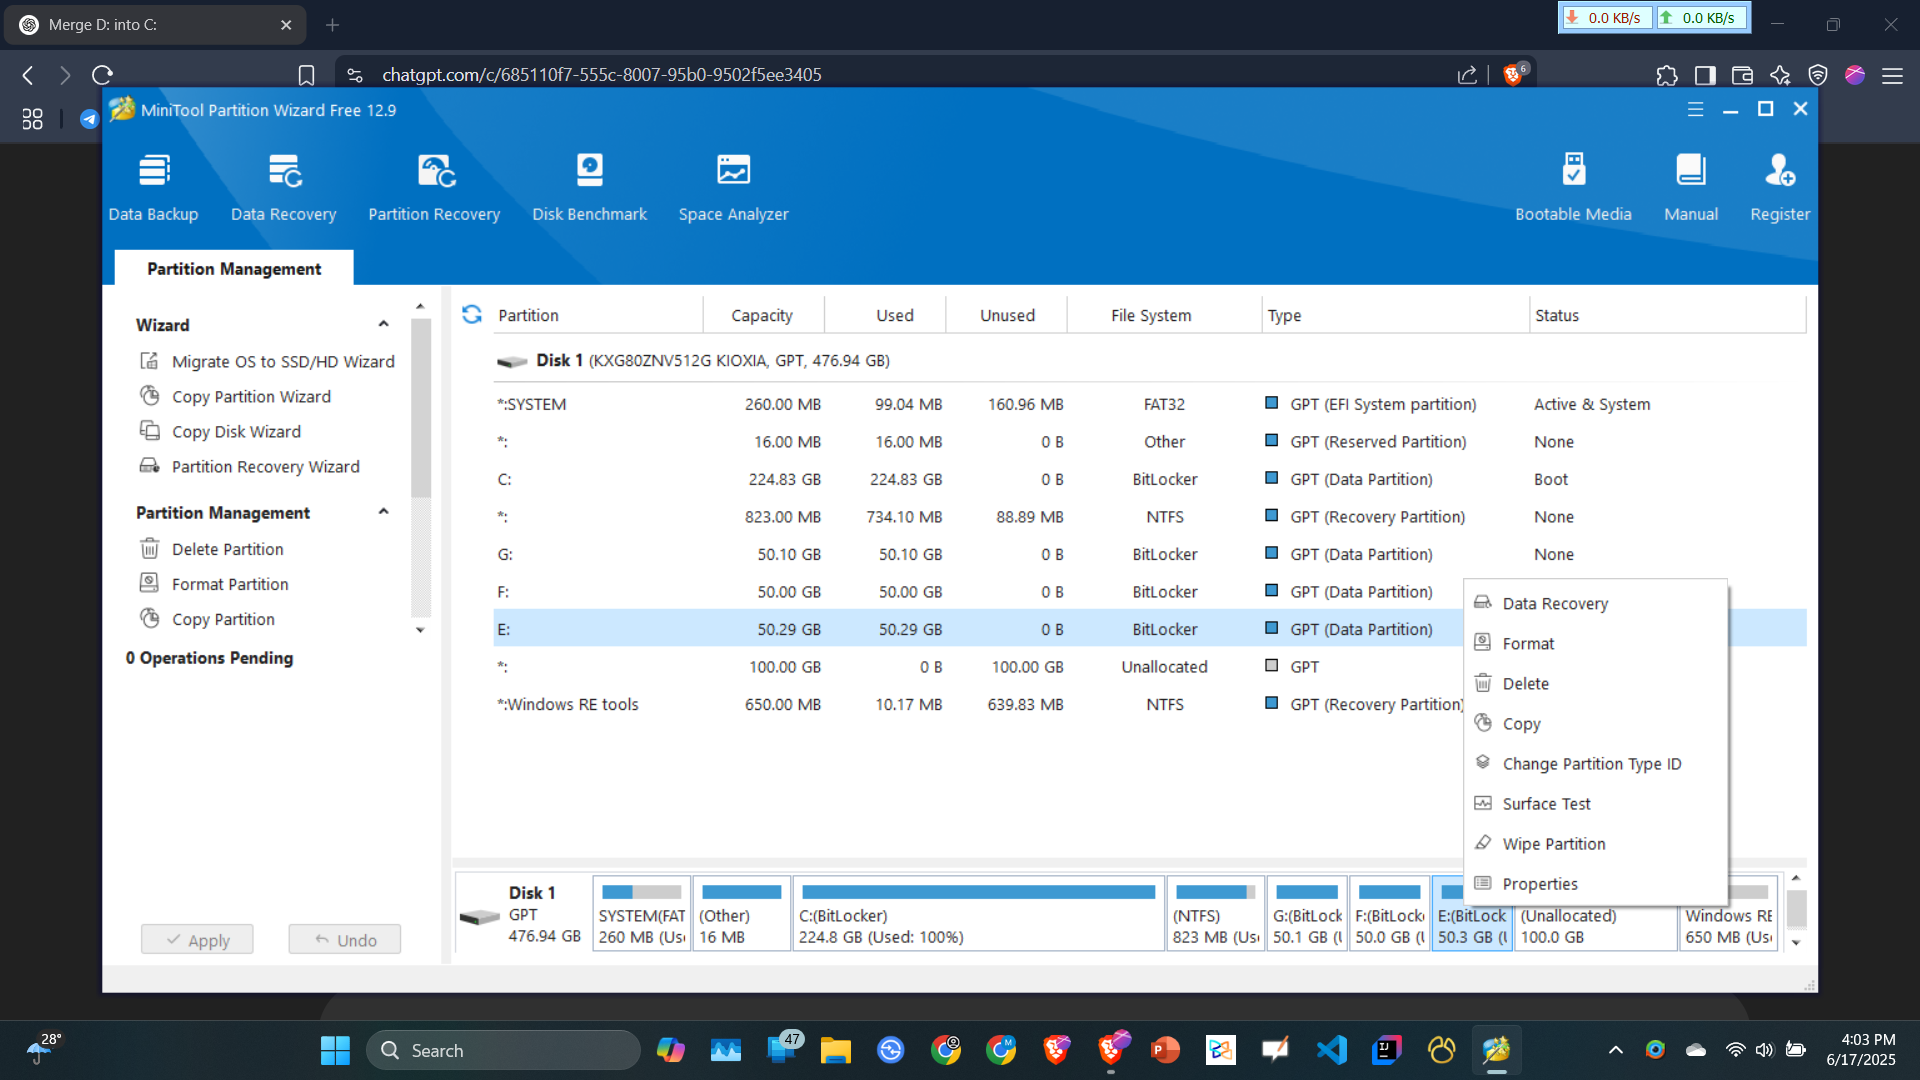 Merge D: into C:
0.0 KB/s
0.0 KB/s
chatgpt.com/c/685110f7-555c-8007-95b0-9502f5ee3405
6
MiniTool Partition Wizard Free 12.9
Data Backup
Data Recovery
Partition Recovery
Disk Benchmark
Space Analyzer
Bootable Media
Manual
Register
Partition Management
Wizard
Migrate OS to SSD/HD Wizard
Copy Partition Wizard
Copy Disk Wizard
Partition Recovery Wizard
Partition Management
Delete Partition
Format Partition
Copy Partition
0 Operations Pending
Apply
Undo
Partition Capacity Used Unused File System Type Status
Disk 1 (KXG80ZNV512G KIOXIA, GPT, 476.94 GB)
*:SYSTEM 260.00 MB 99.04 MB 160.96 MB FAT32 GPT (EFI System partition) Active & System
*: 16.00 MB 16.00 MB 0 B Other GPT (Reserved Partition) None
C: 224.83 GB 224.83 GB 0 B BitLocker GPT (Data Partition) Boot
*: 823.00 MB 734.10 MB 88.89 MB NTFS GPT (Recovery Partition) None
G: 50.10 GB 50.10 GB 0 B BitLocker GPT (Data Partition) None
F: 50.00 GB 50.00 GB 0 B BitLocker GPT (Data Partition)
E: 50.29 GB 50.29 GB 0 B BitLocker GPT (Data Partition)
*: 100.00 GB 0 B 100.00 GB Unallocated GPT
*:Windows RE tools 650.00 MB 10.17 MB 639.83 MB NTFS GPT (Recovery Partition)
Data Recovery
Format
Delete
Copy
Change Partition Type ID
Surface Test
Wipe Partition
Properties
Disk 1
GPT
476.94 GB
SYSTEM(FAT
260 MB (Us
(Other)
16 MB
C:(BitLocker)
224.8 GB (Used: 100%)
(NTFS)
823 MB (Us
G:(BitLock
50.1 GB (
F:(BitLock
50.0 GB (
E:(BitLock
50.3 GB (
(Unallocated)
100.0 GB
Windows RE
650 MB (Us
28°
Search
47
4:03 PM
6/17/2025